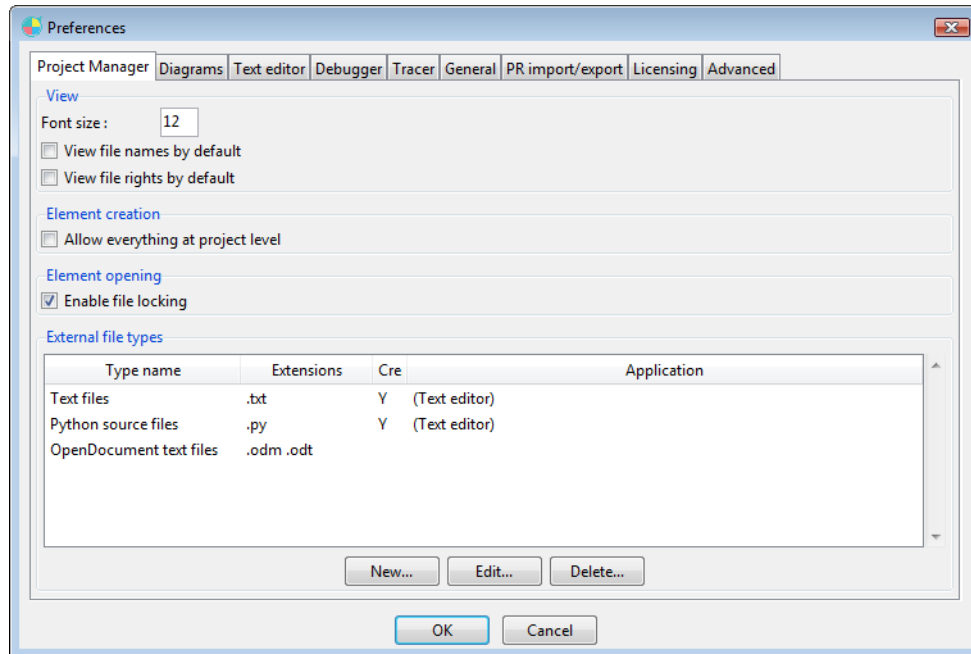 Preferences
Project Manager Diagrams Text editor Debugger Tracer General PR import/export Licensing Advanced
View
Font size : 12
View file names by default
View file rights by default
Element creation
Allow everything at project level
Element opening
Enable file locking
External file types
Type name Extensions Cre Application
Text files .txt Y (Text editor)
Python source files .py Y (Text editor)
OpenDocument text files .odm .odt
New... Edit... Delete...
OK Cancel